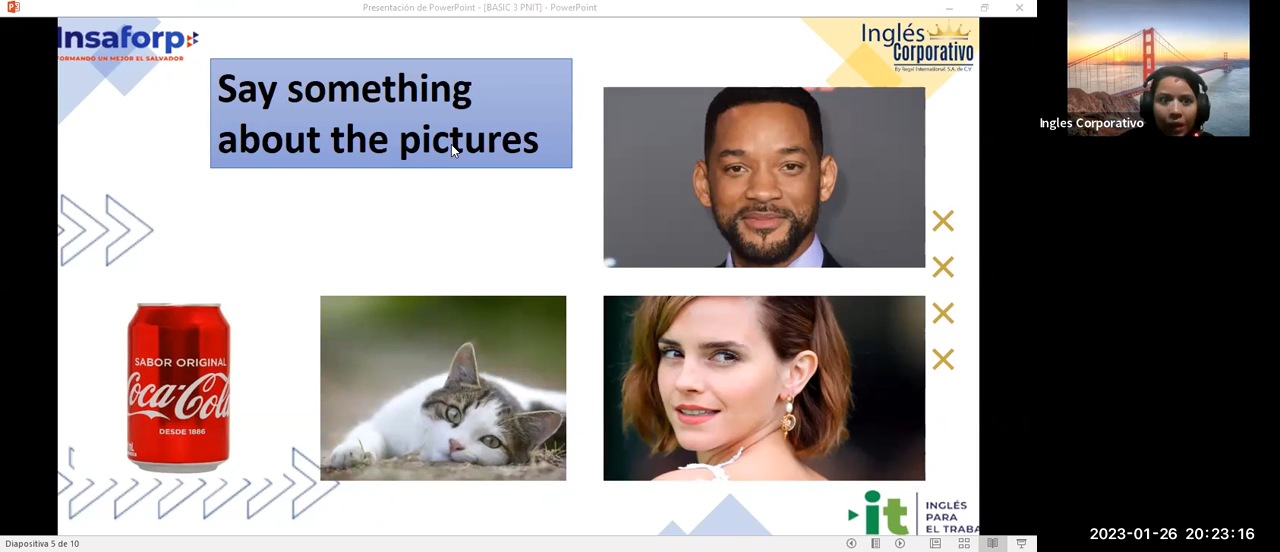 Presentación de PowerPoint - [BASIC 3 PNIT] - PowerPoint
Insaforp
FORMANDO UN MEJOR EL SALVADOR
Inglés
Corporativo
By Regal International S.A. de C.V
Say something
about the pictures
Ingles Corporativo
SABOR ORIGINAL
Coca-Cola
DESDE 1886
it
INGLÉS
PARA
EL TRABA
2023-01-26 20:23:16
Diapositiva 5 de 10